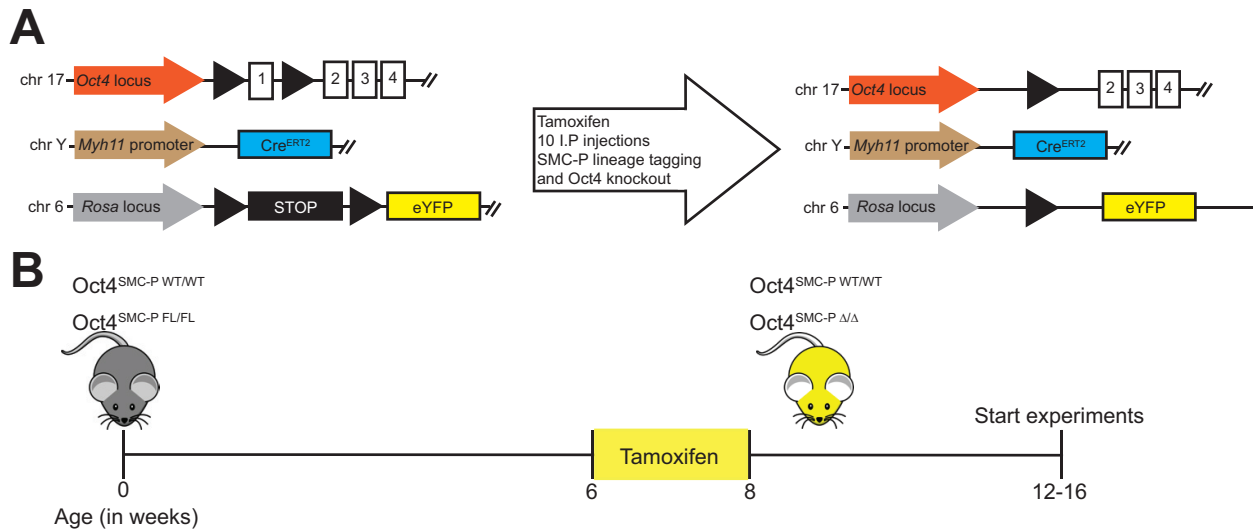 A
chr 17 Oct4 locus 1 2 3 4
chr Y Myh11 promoter CreERT2
chr 6 Rosa locus STOP eYFP
Tamoxifen
10 I.P injections
SMC-P lineage tagging
and Oct4 knockout
chr 17 Oct4 locus 2 3 4
chr Y Myh11 promoter CreERT2
chr 6 Rosa locus eYFP
B
Oct4SMC-P WT/WT
Oct4SMC-P FL/FL
Oct4SMC-P WT/WT
Oct4SMC-P Δ/Δ
Start experiments
Tamoxifen
0 6 8 12-16
Age (in weeks)